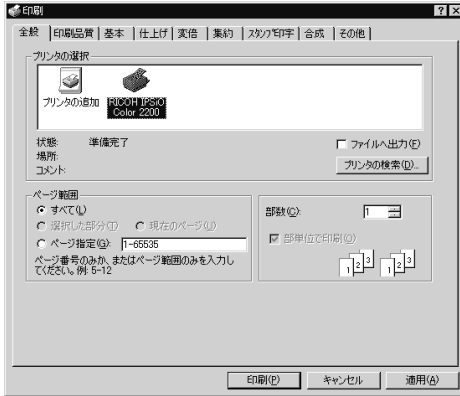 印刷
全般 印刷品質 基本 仕上げ 変倍 集約 スタンプ印字 合成 その他
プリンタの選択
プリンタの追加 RICOH IPSiO Color 2200
状態: 準備完了
場所:
コメント:
ファイルへ出力(F)
プリンタの検索(D)...
ページ範囲
すべて(L)
選択した部分(T) 現在のページ(U)
ページ指定(G): 1-65535
ページ番号のみか、またはページ範囲のみを入力し
てください。例: 5-12
部数(C): 1
部単位で印刷(O)
1 2 3 1 2 3
印刷(P) キャンセル 適用(A)